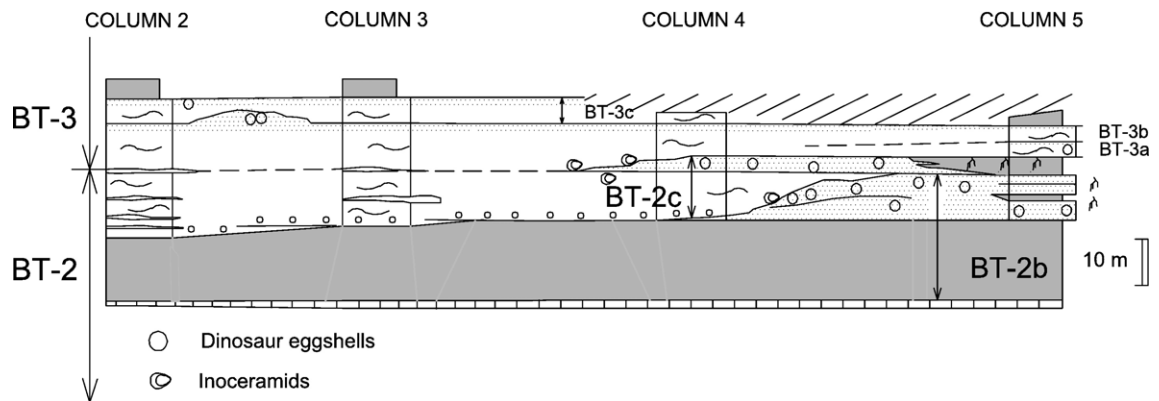 COLUMN 2
COLUMN 3
COLUMN 4
COLUMN 5
BT-3
BT-3c
BT-3b
BT-3a
BT-2c
BT-2
BT-2b
10 m
Dinosaur eggshells
Inoceramids